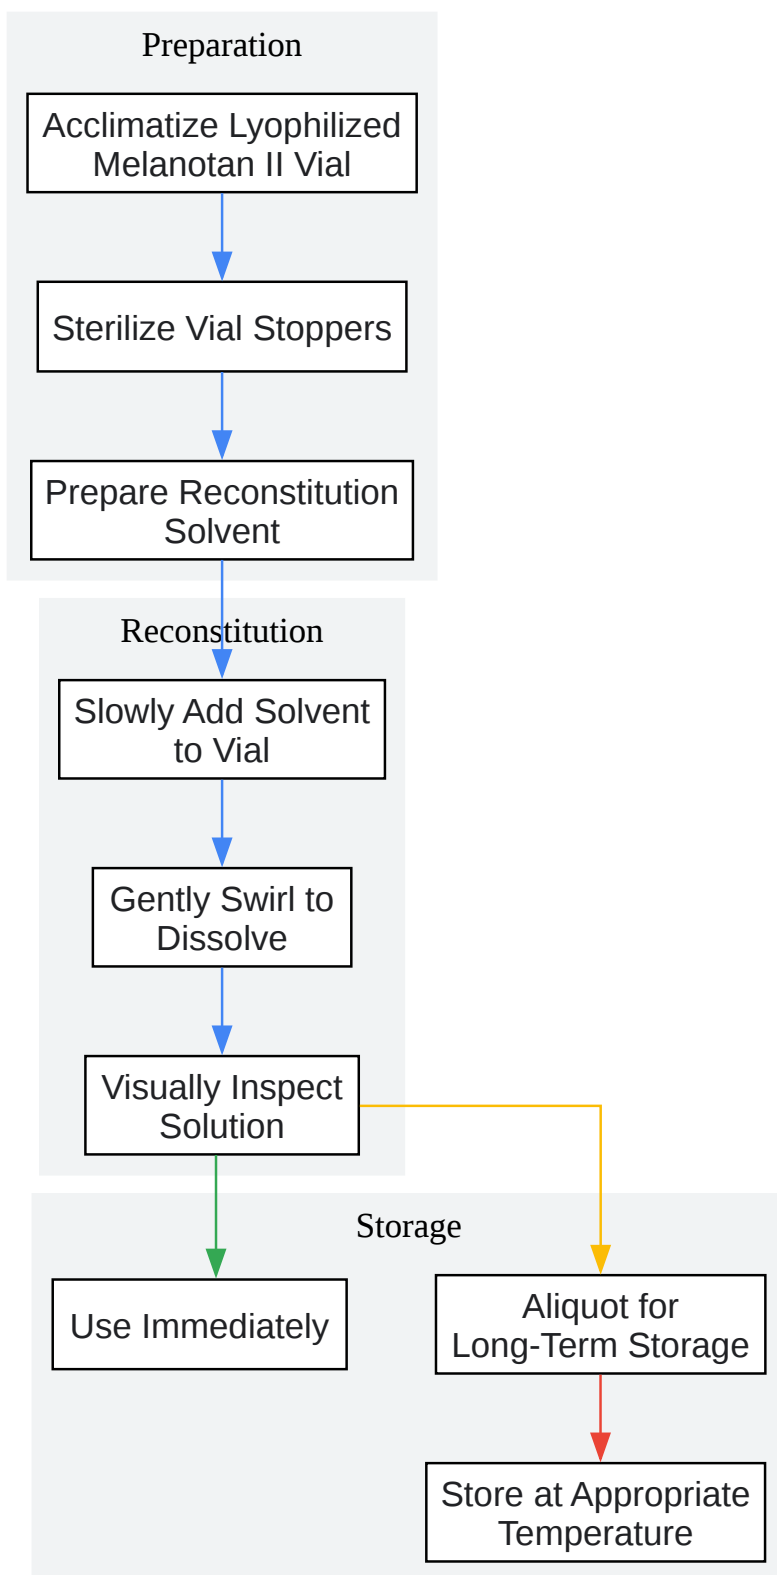 Preparation
Acclimatize Lyophilized
Melanotan II Vial
Sterilize Vial Stoppers
Prepare Reconstitution
Solvent
Reconstitution
Slowly Add Solvent
to Vial
Gently Swirl to
Dissolve
Visually Inspect
Solution
Storage
Use Immediately
Aliquot for
Long-Term Storage
Store at Appropriate
Temperature